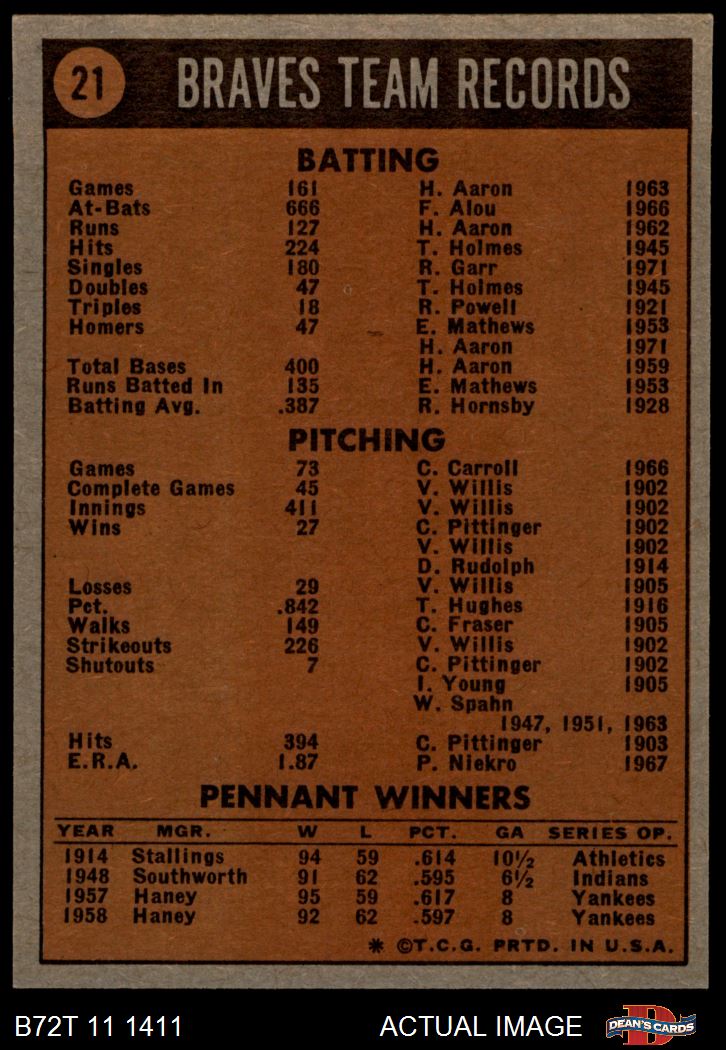 21 BRAVES TEAM RECORDS
BATTING
Games 161 H. Aaron 1963
At-Bats 666 F. Alou 1966
Runs 127 H. Aaron 1962
Hits 224 T. Holmes 1945
Singles 180 R. Garr 1971
Doubles 47 T. Holmes 1945
Triples 18 R. Powell 1921
Homers 47 E. Mathews 1953
H. Aaron 1971
Total Bases 400 H. Aaron 1959
Runs Batted In 135 E. Mathews 1953
Batting Avg. .387 R. Hornsby 1928
PITCHING
Games 73 C. Carroll 1966
Complete Games 45 V. Willis 1902
Innings 411 V. Willis 1902
Wins 27 C. Pittinger 1902
V. Willis 1902
D. Rudolph 1914
Losses 29 V. Willis 1905
Pct. .842 T. Hughes 1916
Walks 149 C. Fraser 1905
Strikeouts 226 V. Willis 1902
Shutouts 7 C. Pittinger 1902
I. Young 1905
W. Spahn
1947, 1951, 1963
Hits 394 C. Pittinger 1903
E.R.A. 1.87 P. Niekro 1967
PENNANT WINNERS
YEAR MGR. W L PCT. GA SERIES OP.
1914 Stallings 94 59 .614 10½ Athletics
1948 Southworth 91 62 .595 6½ Indians
1957 Haney 95 59 .617 8 Yankees
1958 Haney 92 62 .597 8 Yankees
* ©T.C.G. PRTD. IN U.S.A.
B72T 11 1411 ACTUAL IMAGE D DEAN'S CARDS